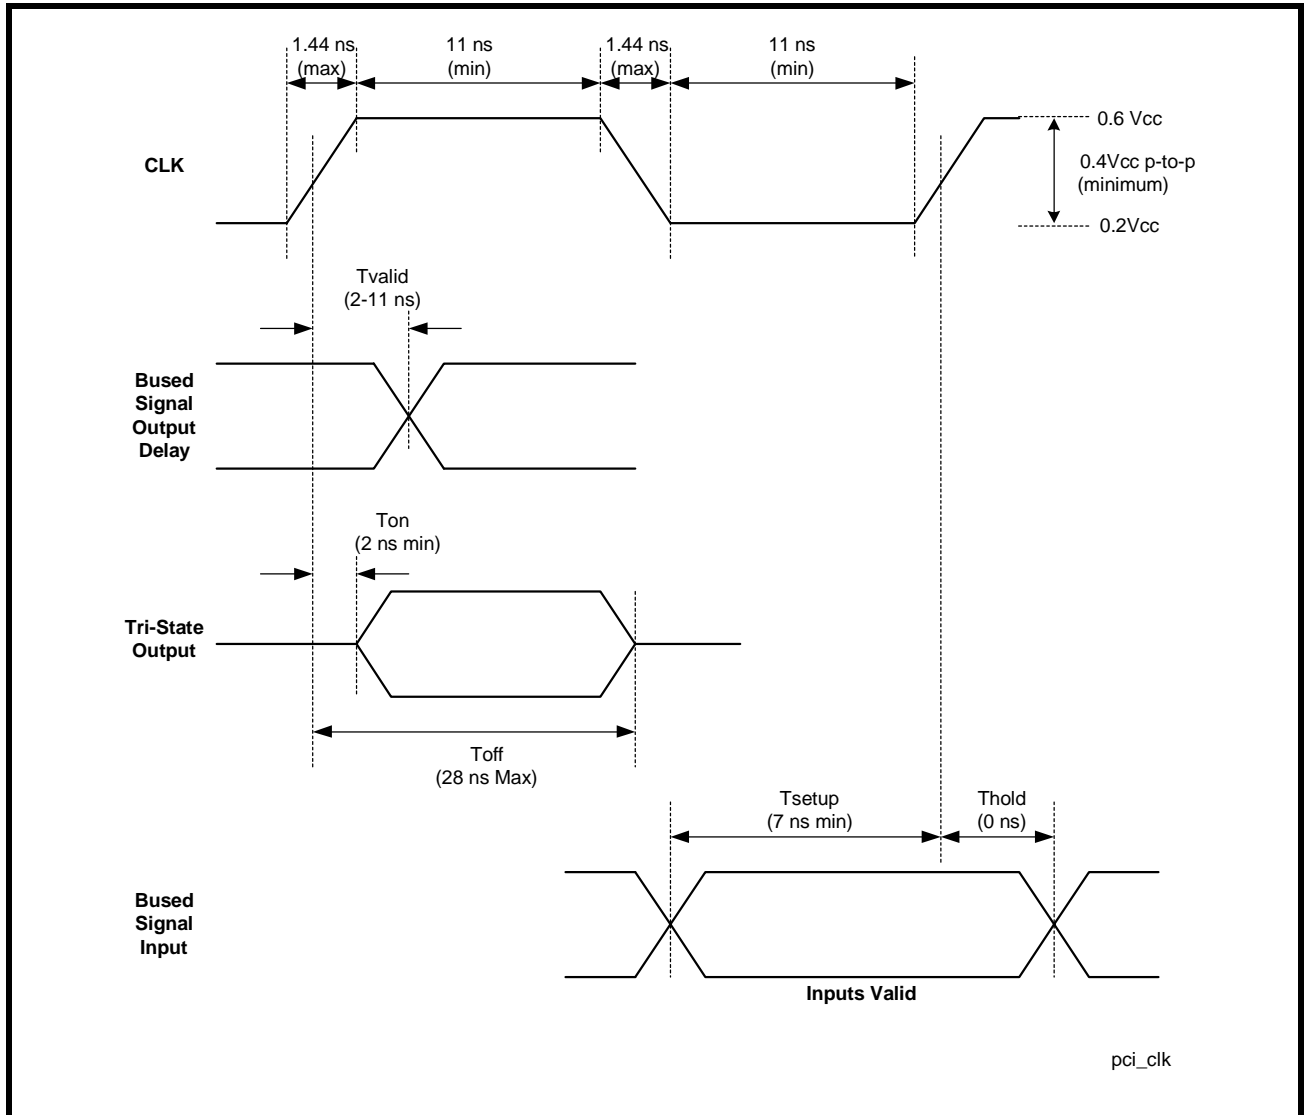 1.44 ns
(max)
11 ns
(min)
1.44 ns
(max)
11 ns
(min)
CLK
0.6 Vcc
0.4Vcc p-to-p
(minimum)
0.2Vcc
Tvalid
(2-11 ns)
Bused
Signal
Output
Delay
Ton
(2 ns min)
Tri-State
Output
Toff
(28 ns Max)
Tsetup
(7 ns min)
Thold
(0 ns)
Bused
Signal
Input
Inputs Valid
pci_clk